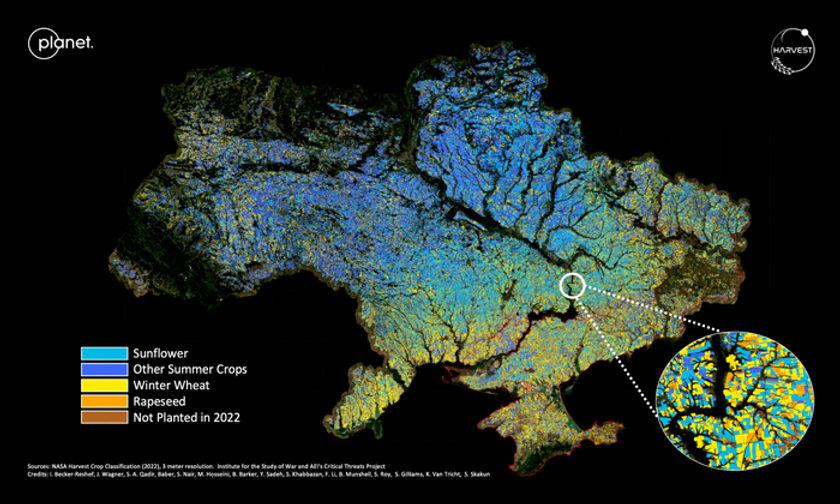 planet.
HARVEST
Sunflower
Other Summer Crops
Winter Wheat
Rapeseed
Not Planted in 2022
Sources: NASA Harvest Crop Classification (2022), 3 meter resolution. Institute for the Study of War and AEI's Critical Threats Project
Credits: I. Becker-Reshef, J. Wagner, S. A. Qadir, Baber, S. Nair, M. Hosseini, B. Barker, Y. Sadeh, S. Khabbazan, F. Li, B. Munshell, S. Roy, S. Gilliams, K. Van Tricht, S. Skakun